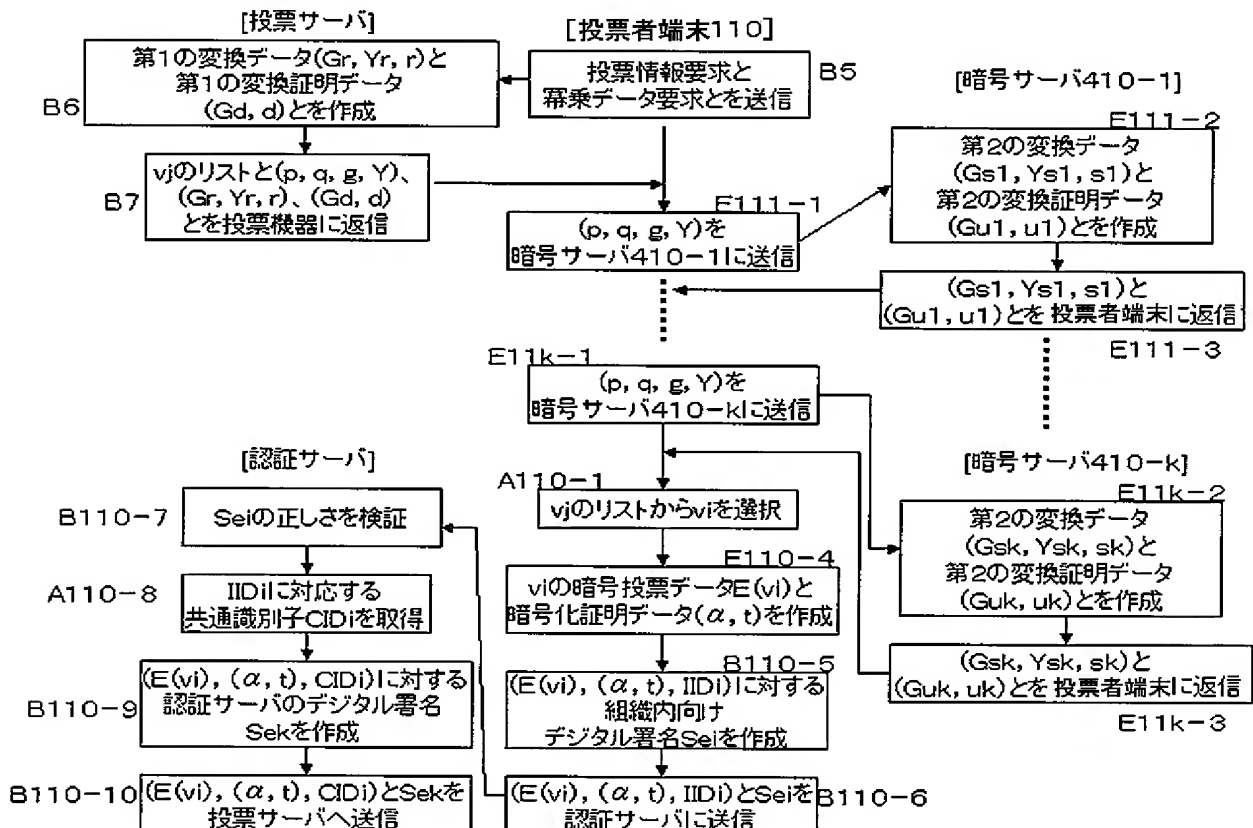 [投票サーバ]
第1の変換データ(Gr, Yr, r)と
第1の変換証明データ
(Gd, d)とを作成
B6
vjのリストと(p, q, g, Y)、
(Gr, Yr, r)、(Gd, d)
とを投票機器に返信
B7
[投票者端末110]
投票情報要求と
冪乗データ要求とを送信
B5
E111-1
(p, q, g, Y)を
暗号サーバ410-1に送信
[暗号サーバ410-1]
E111-2
第2の変換データ
(Gs1, Ys1, s1)と
第2の変換証明データ
(Gu1, u1)とを作成
(Gs1, Ys1, s1)と
(Gu1, u1)とを投票者端末に返信
E111-3
E11k-1
(p, q, g, Y)を
暗号サーバ410-kに送信
[暗号サーバ410-k]
E11k-2
第2の変換データ
(Gsk, Ysk, sk)と
第2の変換証明データ
(Guk, uk)とを作成
(Gsk, Ysk, sk)と
(Guk, uk)とを投票者端末に返信
E11k-3
A110-1
vjのリストからviを選択
E110-4
viの暗号投票データE(vi)と
暗号化証明データ(α, t)を作成
B110-5
(E(vi), (α, t), IIDi)に対する
組織内向け
デジタル署名Seiを作成
(E(vi), (α, t), IIDi)とSeiを
認証サーバに送信
B110-6
[認証サーバ]
B110-7
Seiの正しさを検証
A110-8
IIDiに対応する
共通識別子CIDiを取得
B110-9
(E(vi), (α, t), CIDi)に対する
認証サーバのデジタル署名
Sekを作成
B110-10
(E(vi), (α, t), CIDi)とSekを
投票サーバへ送信